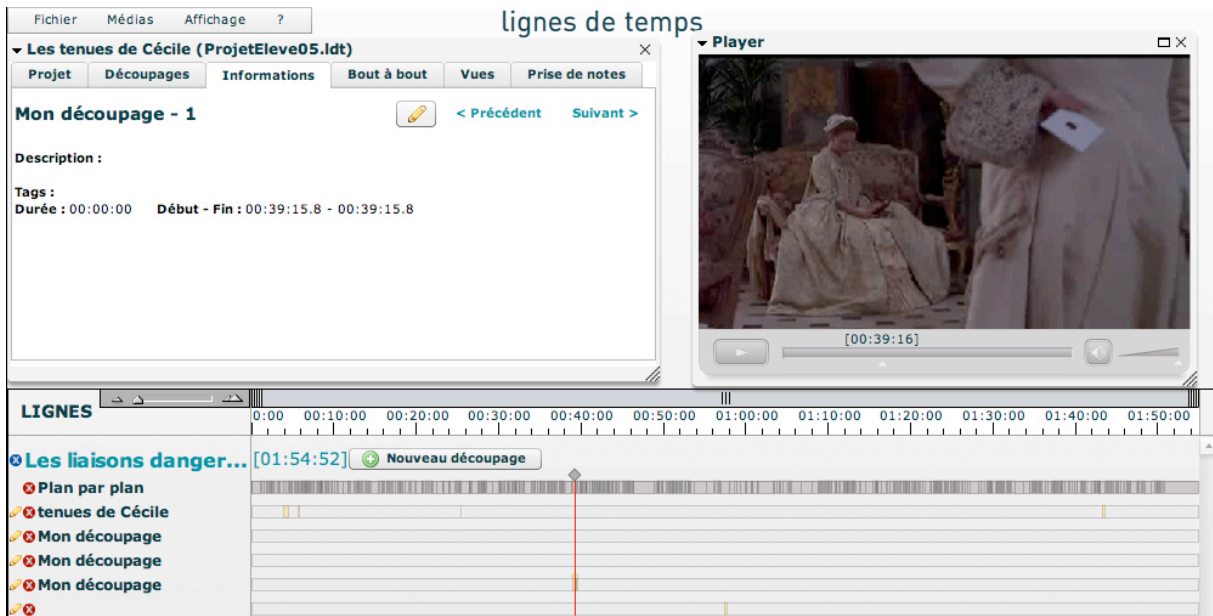 Fichier Médias Affichage ?
lignes de temps
Les tenues de Cécile (ProjetEleve05.ldt)
Projet Découpages Informations Bout à bout Vues Prise de notes
Mon découpage - 1
< Précédent Suivant >
Description :
Tags :
Durée : 00:00:00 Début - Fin : 00:39:15.8 - 00:39:15.8
Player
[00:39:16]
LIGNES
0:00 00:10:00 00:20:00 00:30:00 00:40:00 00:50:00 01:00:00 01:10:00 01:20:00 01:30:00 01:40:00 01:50:00
Les liaisons danger... [01:54:52] Nouveau découpage
Plan par plan
tenues de Cécile
Mon découpage
Mon découpage
Mon découpage